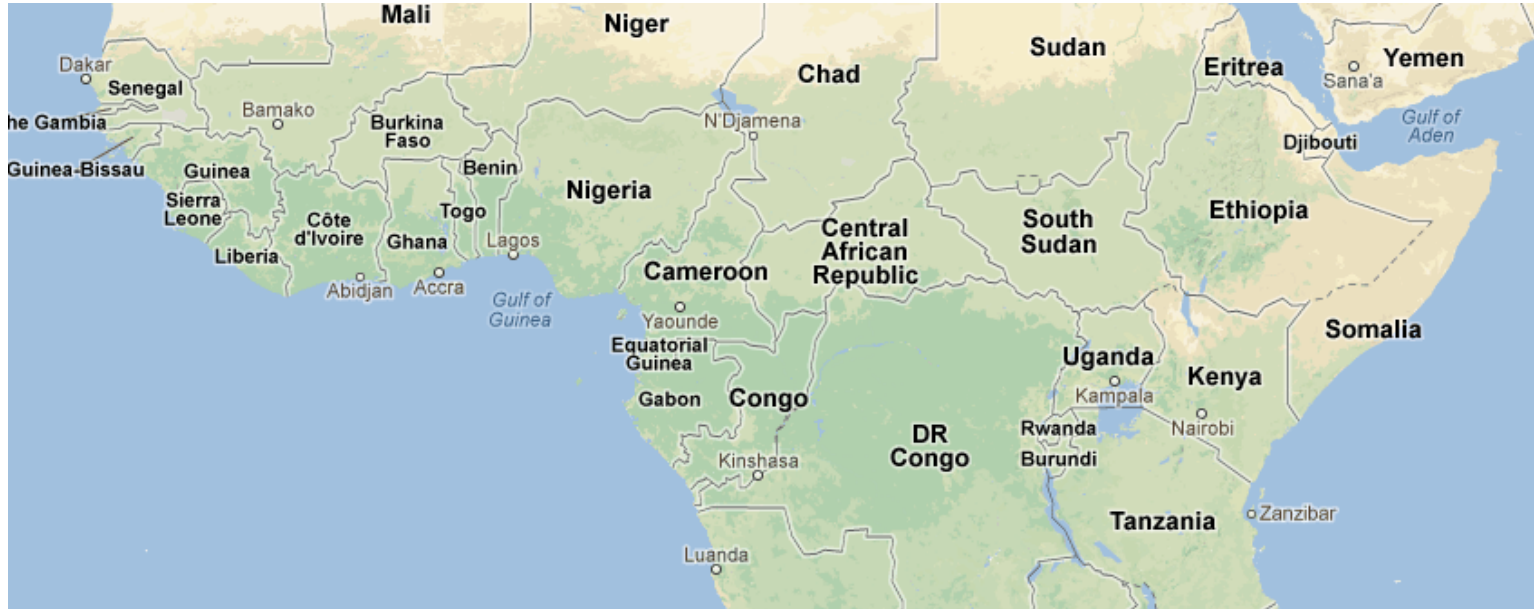 Mali
Niger
Sudan
Eritrea
Yemen
Sana'a
Dakar
Senegal
Chad
Bamako
N'Djamena
Gulf of
Aden
he Gambia
Burkina
Faso
Djibouti
Guinea-Bissau
Guinea
Benin
Nigeria
Sierra
Leone
Côte
d'Ivoire
Togo
Ghana
Lagos
Liberia
Central
African
Republic
South
Sudan
Ethiopia
Abidjan
Accra
Gulf of
Guinea
Cameroon
Yaounde
Equatorial
Guinea
Somalia
Uganda
Kampala
Kenya
Nairobi
Gabon
Congo
DR
Congo
Rwanda
Burundi
Kinshasa
Tanzania
Zanzibar
Luanda